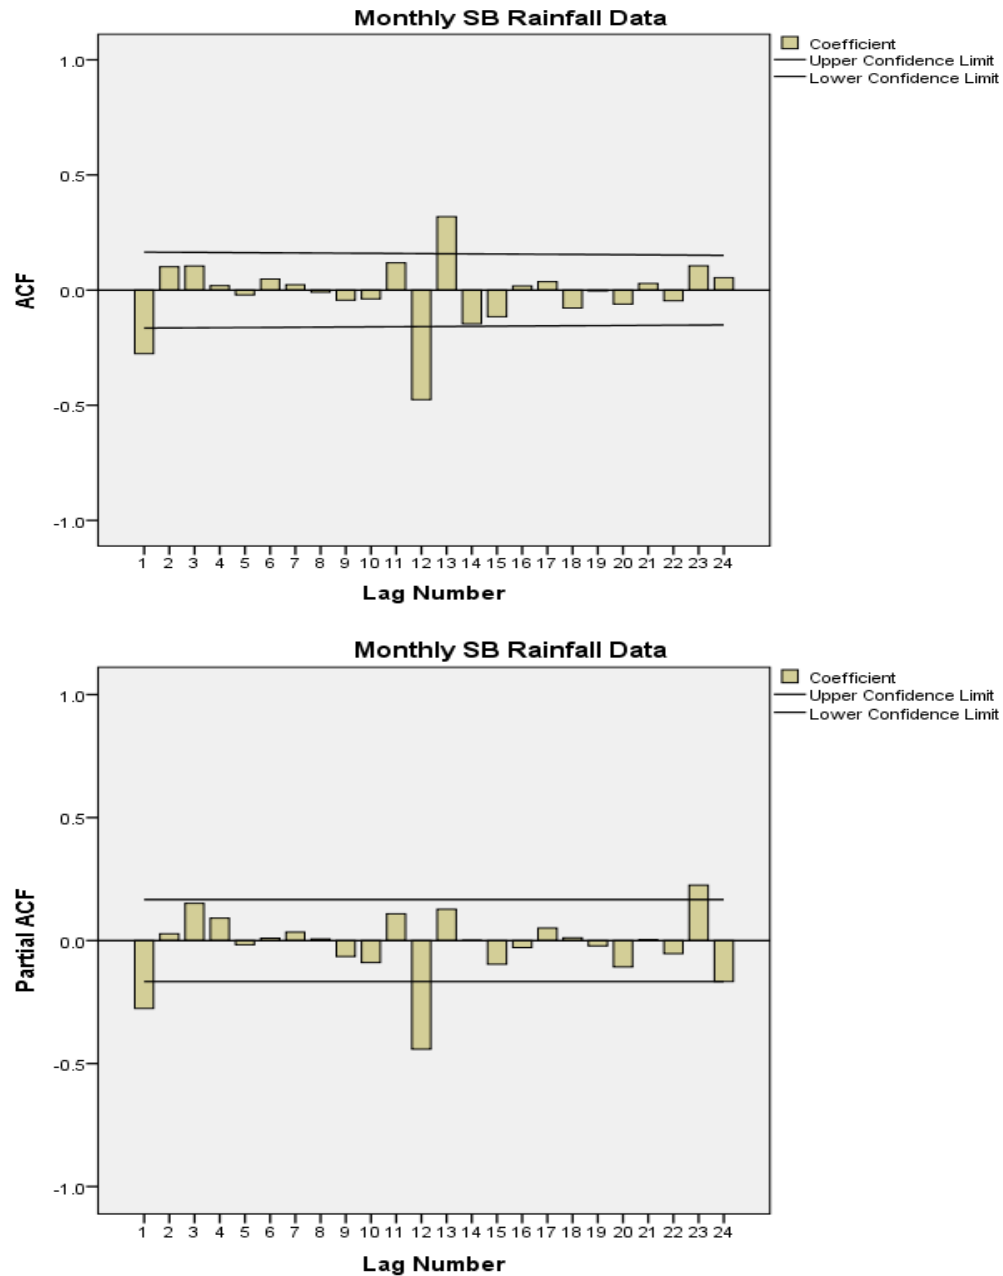 Monthly SB Rainfall Data
Coefficient
Upper Confidence Limit
Lower Confidence Limit
1.0
0.5
0.0
-0.5
-1.0
ACF
1 2 3 4 5 6 7 8 9 10 11 12 13 14 15 16 17 18 19 20 21 22 23 24
Lag Number
Monthly SB Rainfall Data
Coefficient
Upper Confidence Limit
Lower Confidence Limit
1.0
0.5
0.0
-0.5
-1.0
Partial ACF
1 2 3 4 5 6 7 8 9 10 11 12 13 14 15 16 17 18 19 20 21 22 23 24
Lag Number